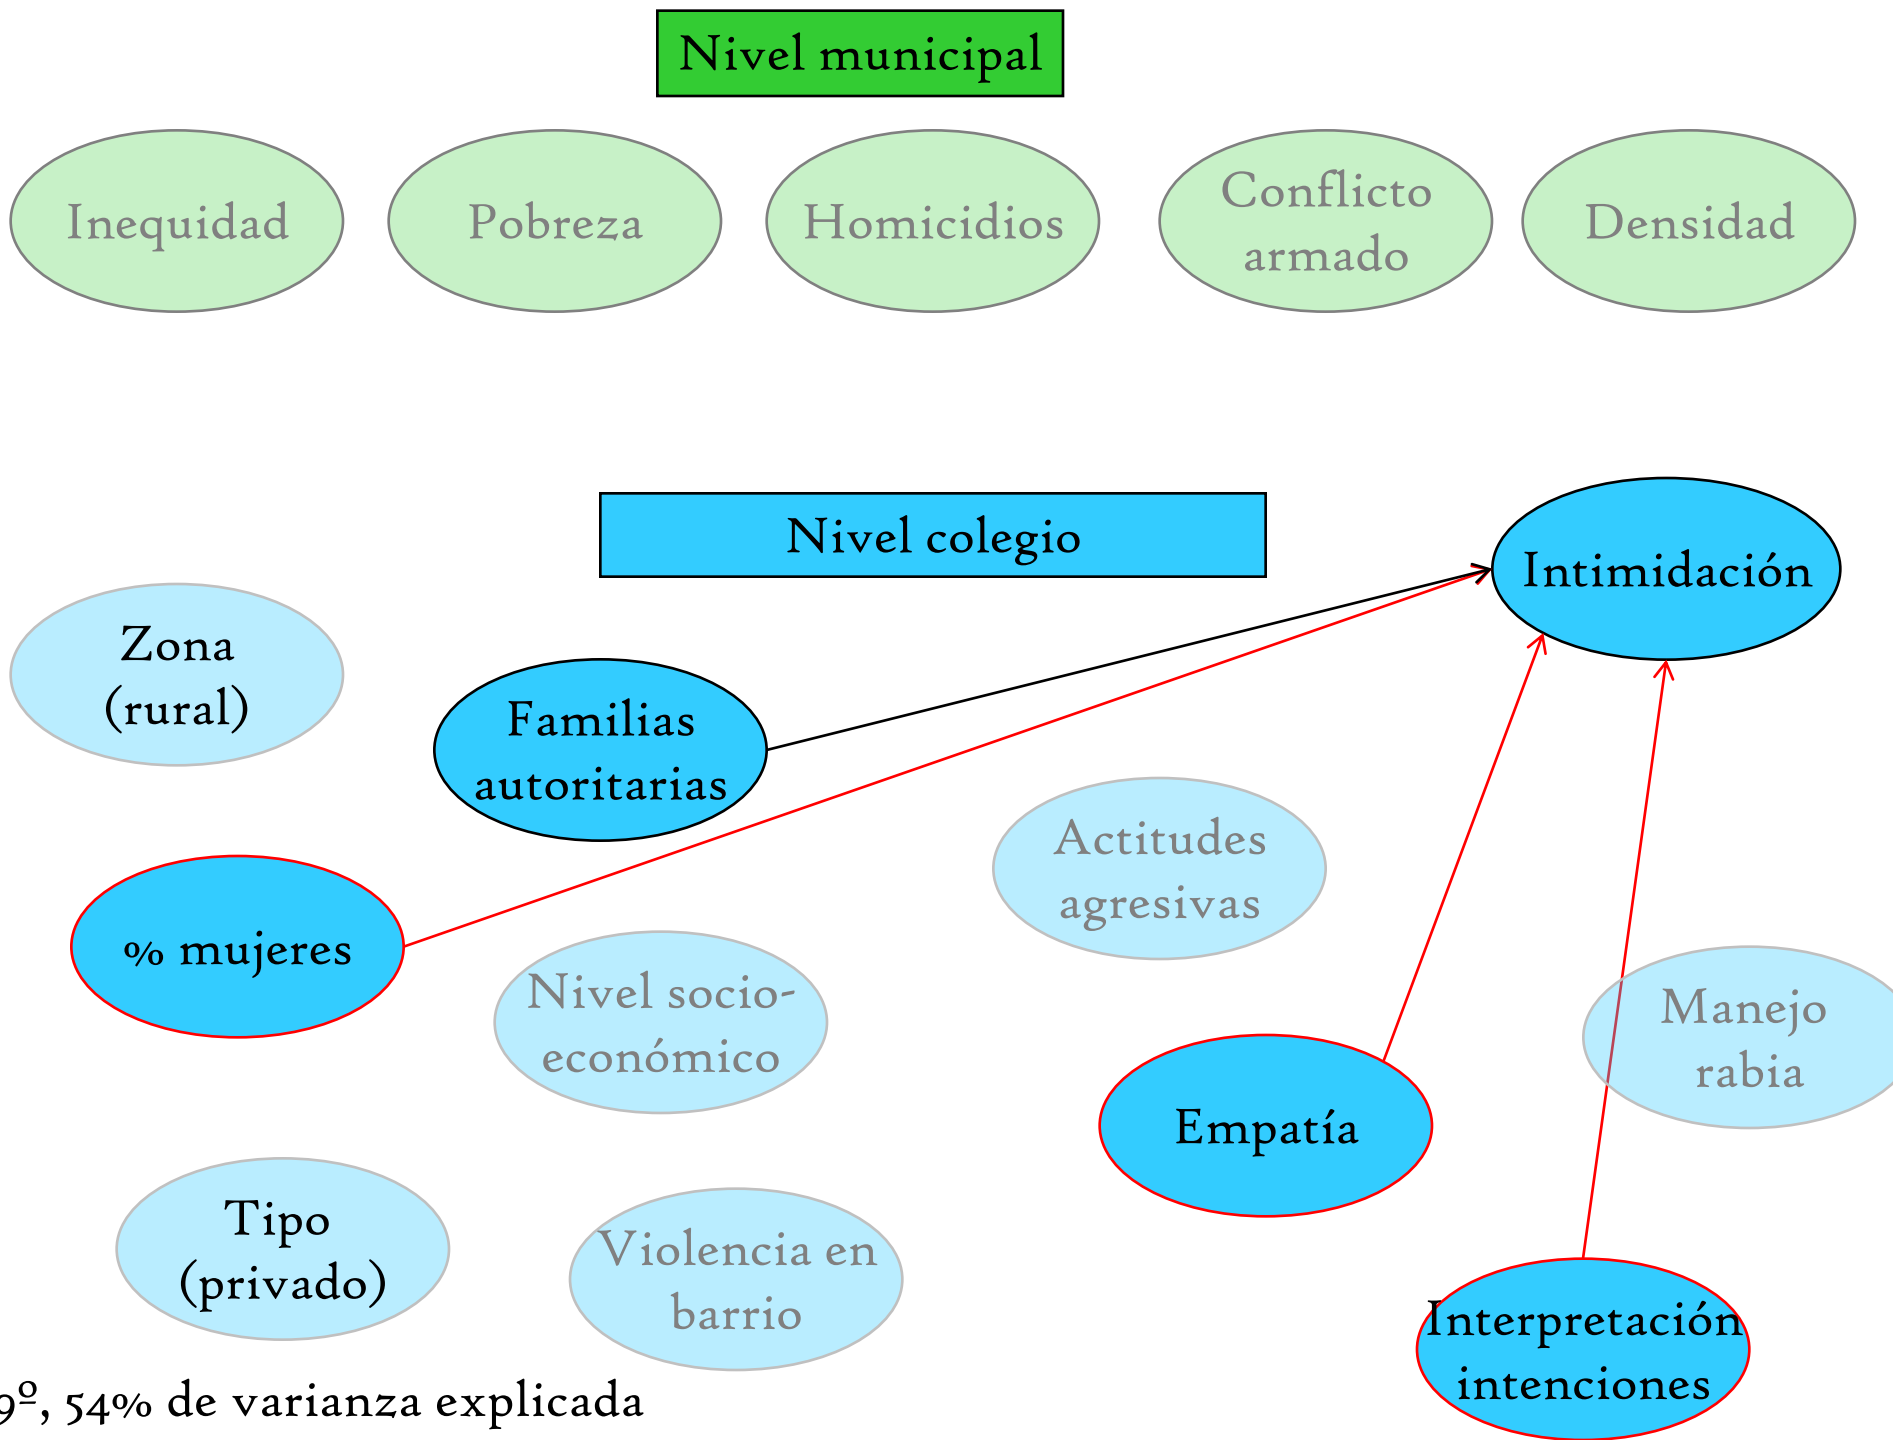 Nivel municipal
Inequidad
Pobreza
Homicidios
Conflicto
armado
Densidad
Nivel colegio
Intimidación
Zona
(rural)
Familias
autoritarias
Actitudes
agresivas
% mujeres
Nivel socio-
económico
Manejo
rabia
Empatía
Tipo
(privado)
Violencia en
barrio
Interpretación
intenciones
9º, 54% de varianza explicada